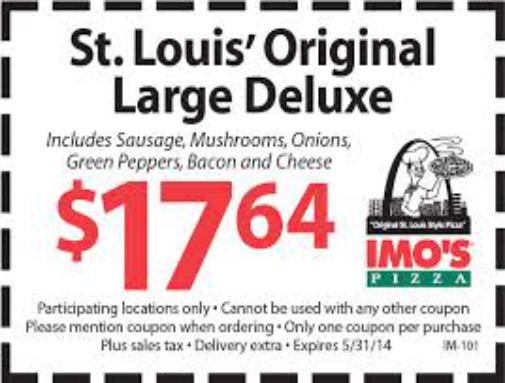 St. Louis' Original
Large Deluxe
Includes Sausage, Mushrooms, Onions,
Green Peppers, Bacon and Cheese
$17 64
"Original St. Louis Style Pizza"
IMO'S
PIZZA
Participating locations only • Cannot be used with any other coupon
Please mention coupon when ordering • Only one coupon per purchase
Plus sales tax • Delivery extra • Expires 5/31/14 IM-101